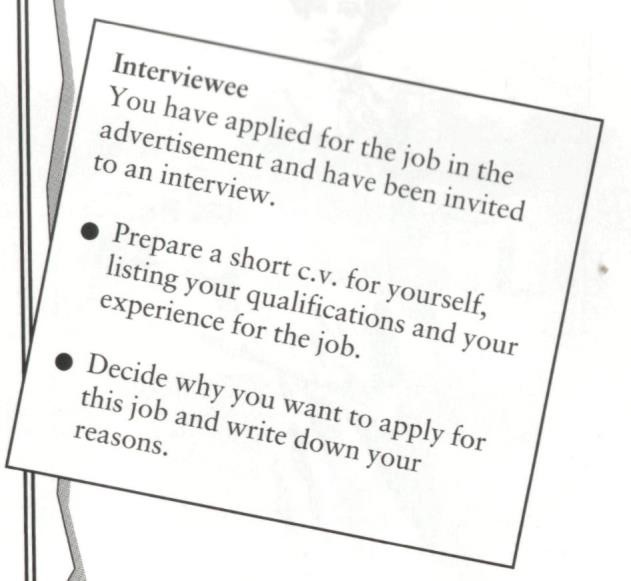 Interviewee
You have applied for the job in the
advertisement and have been invited
to an interview.
● Prepare a short c.v. for yourself,
listing your qualifications and your
experience for the job.
● Decide why you want to apply for
this job and write down your
reasons.